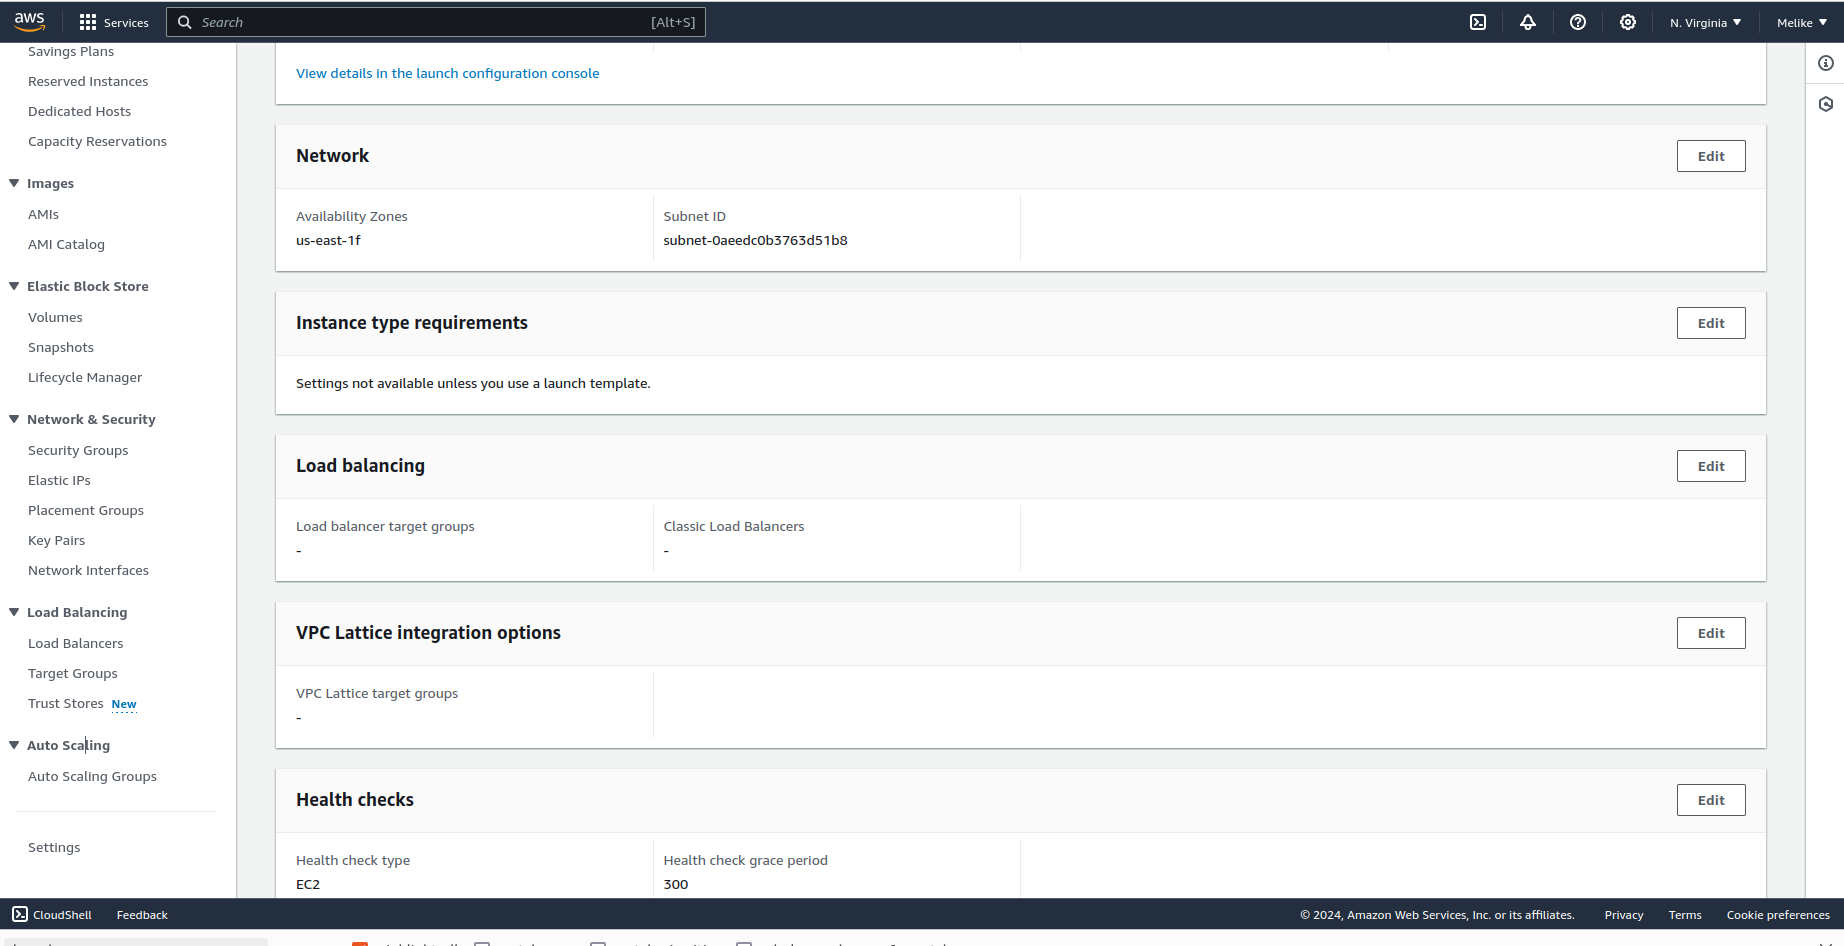 aws
Services
Search
[Alt+S]
N. Virginia
Melike
Savings Plans
Reserved Instances
Dedicated Hosts
Capacity Reservations
Images
AMIs
AMI Catalog
Elastic Block Store
Volumes
Snapshots
Lifecycle Manager
Network & Security
Security Groups
Elastic IPs
Placement Groups
Key Pairs
Network Interfaces
Load Balancing
Load Balancers
Target Groups
Trust Stores New
Auto Scaling
Auto Scaling Groups
Settings
View details in the launch configuration console
Network
Edit
Availability Zones
us-east-1f
Subnet ID
subnet-0aeedc0b3763d51b8
Instance type requirements
Edit
Settings not available unless you use a launch template.
Load balancing
Edit
Load balancer target groups
-
Classic Load Balancers
-
VPC Lattice integration options
Edit
VPC Lattice target groups
-
Health checks
Edit
Health check type
EC2
Health check grace period
300
CloudShell
Feedback
© 2024, Amazon Web Services, Inc. or its affiliates.
Privacy
Terms
Cookie preferences